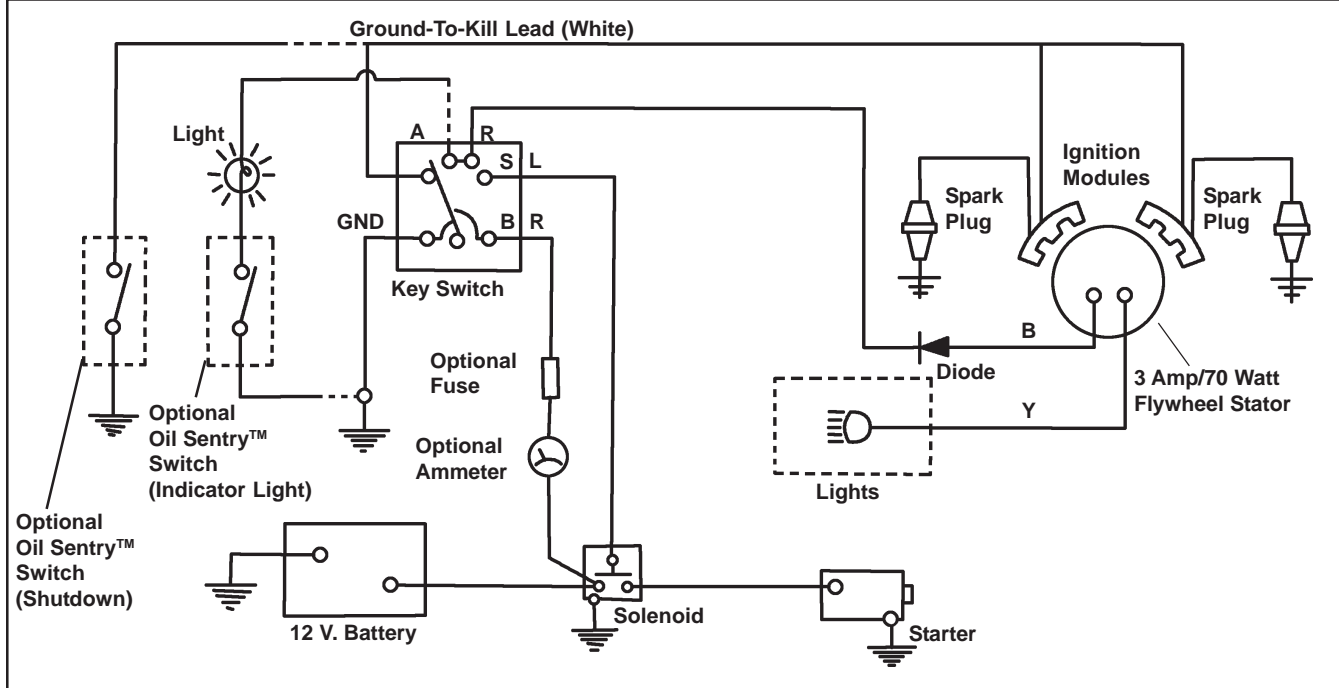 Ground-To-Kill Lead (White)
Light
A
R
S
L
GND
B
R
Key Switch
Ignition
Modules
Spark
Plug
Spark
Plug
Optional
Fuse
Optional
Ammeter
B
Diode
3 Amp/70 Watt
Flywheel Stator
Y
Lights
Optional
Oil Sentry™
Switch
(Indicator Light)
Optional
Oil Sentry™
Switch
(Shutdown)
12 V. Battery
Solenoid
Starter